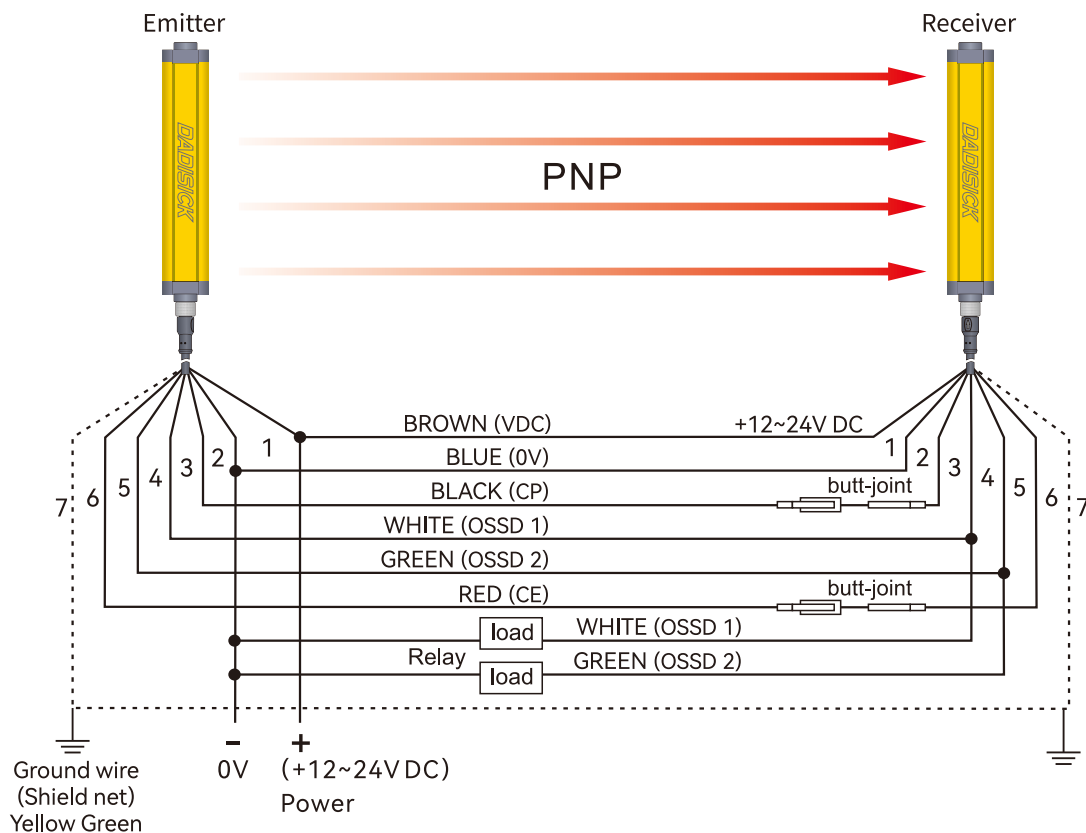 Emitter
Receiver
DADISICK
DADISICK
PNP
BROWN (VDC)
+12~24V DC
BLUE (0V)
BLACK (CP)
butt-joint
WHITE (OSSD 1)
GREEN (OSSD 2)
RED (CE)
butt-joint
load
WHITE (OSSD 1)
Relay
load
GREEN (OSSD 2)
7
6
5
4
3
2
1
1
2
3
4
5
6
7
-
+
0V
(+12~24V DC)
Power
Ground wire
(Shield net)
Yellow Green